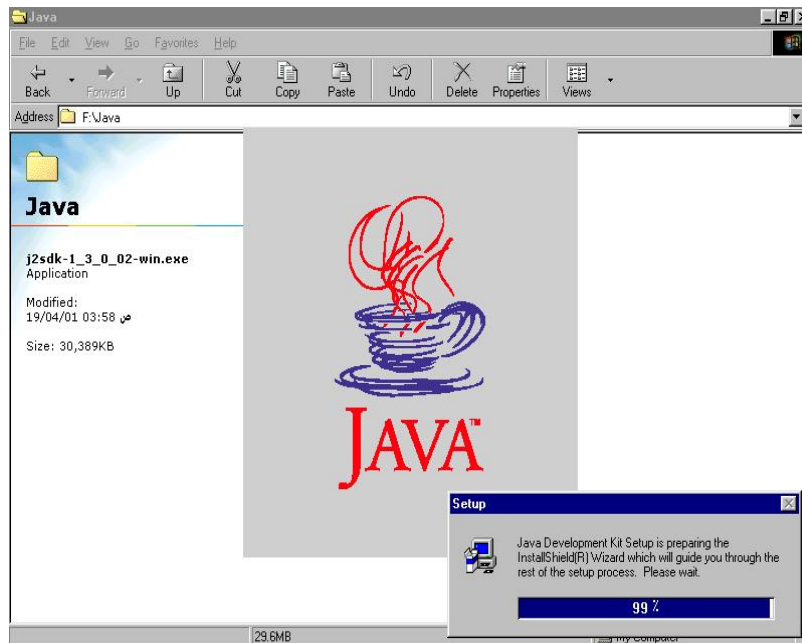 Java
File Edit View Go Favorites Help
Back Forward Up Cut Copy Paste Undo Delete Properties Views
Address F:\Java
Java
j2sdk-1_3_0_02-win.exe
Application
Modified:
19/04/01 03:58 ص
Size: 30,389KB
JAVA™
Setup
Java Development Kit Setup is preparing the
InstallShield(R) Wizard which will guide you through the
rest of the setup process. Please wait.
99 %
29.6MB My Computer